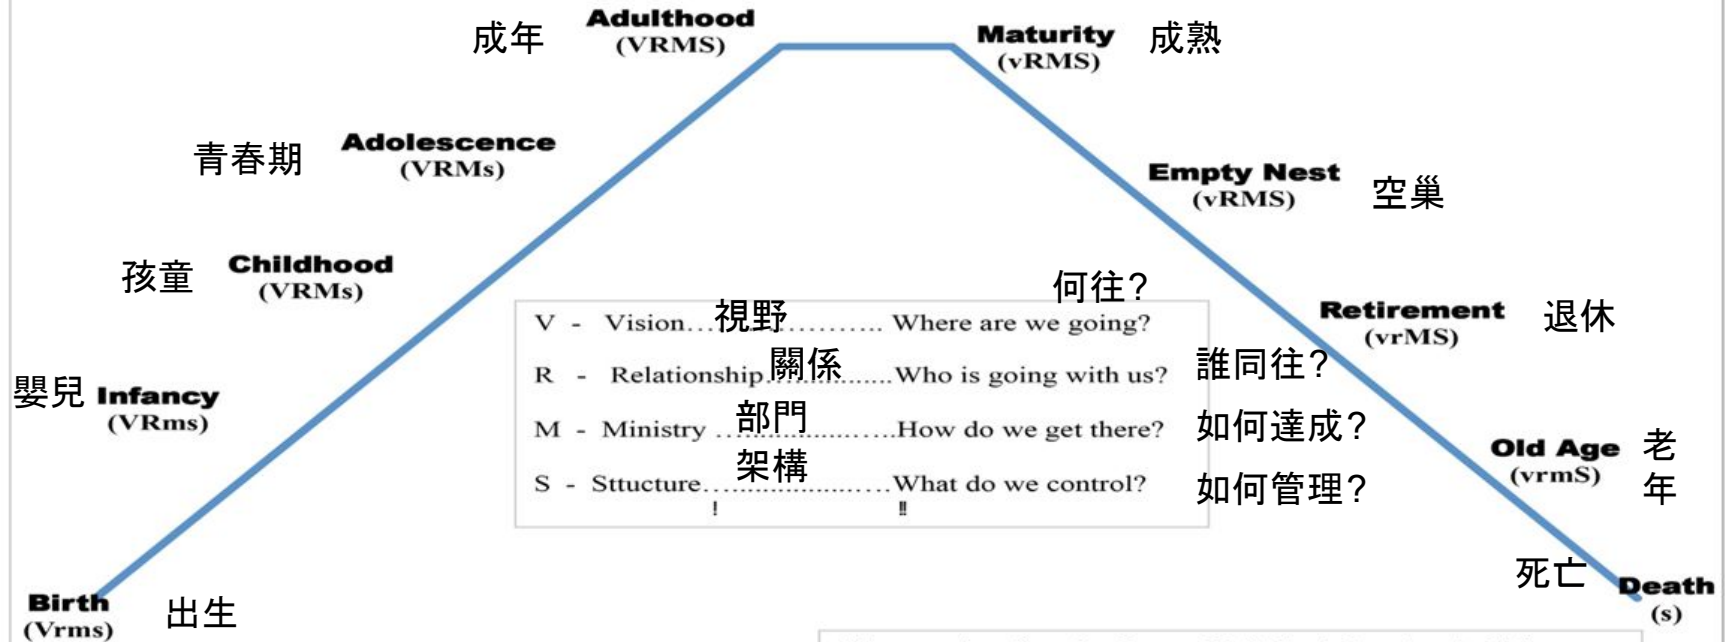 成年 Adulthood
(VRMS)
Maturity 成熟
(vRMS)
青春期 Adolescence
(VRMs)
Empty Nest 空巢
(vRMS)
孩童 Childhood
(VRMs)
何往?
V - Vision...視野........... Where are we going?
Retirement 退休
(vrMS)
R - Relationship..關係..........Who is going with us? 誰同往?
嬰兒 Infancy
(VRms)
M - Ministry ...部門................How do we get there? 如何達成?
S - Sttucture...架構................What do we control? 如何管理?
! !!
Old Age 老年
(vrmS)
死亡 Death
(s)
Birth 出生
(Vrms)